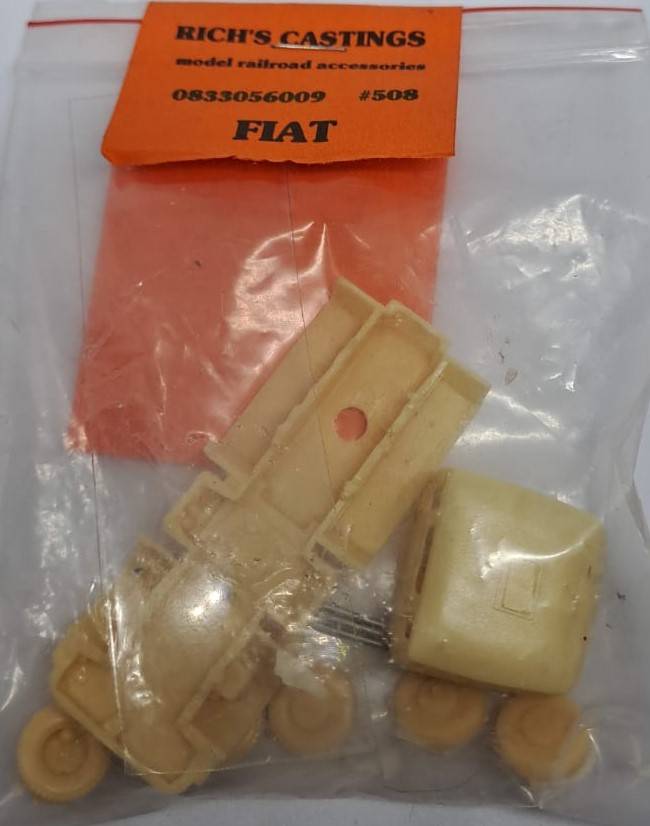 RICH'S CASTINGS
model railroad accessories
0833056009 #508
FIAT